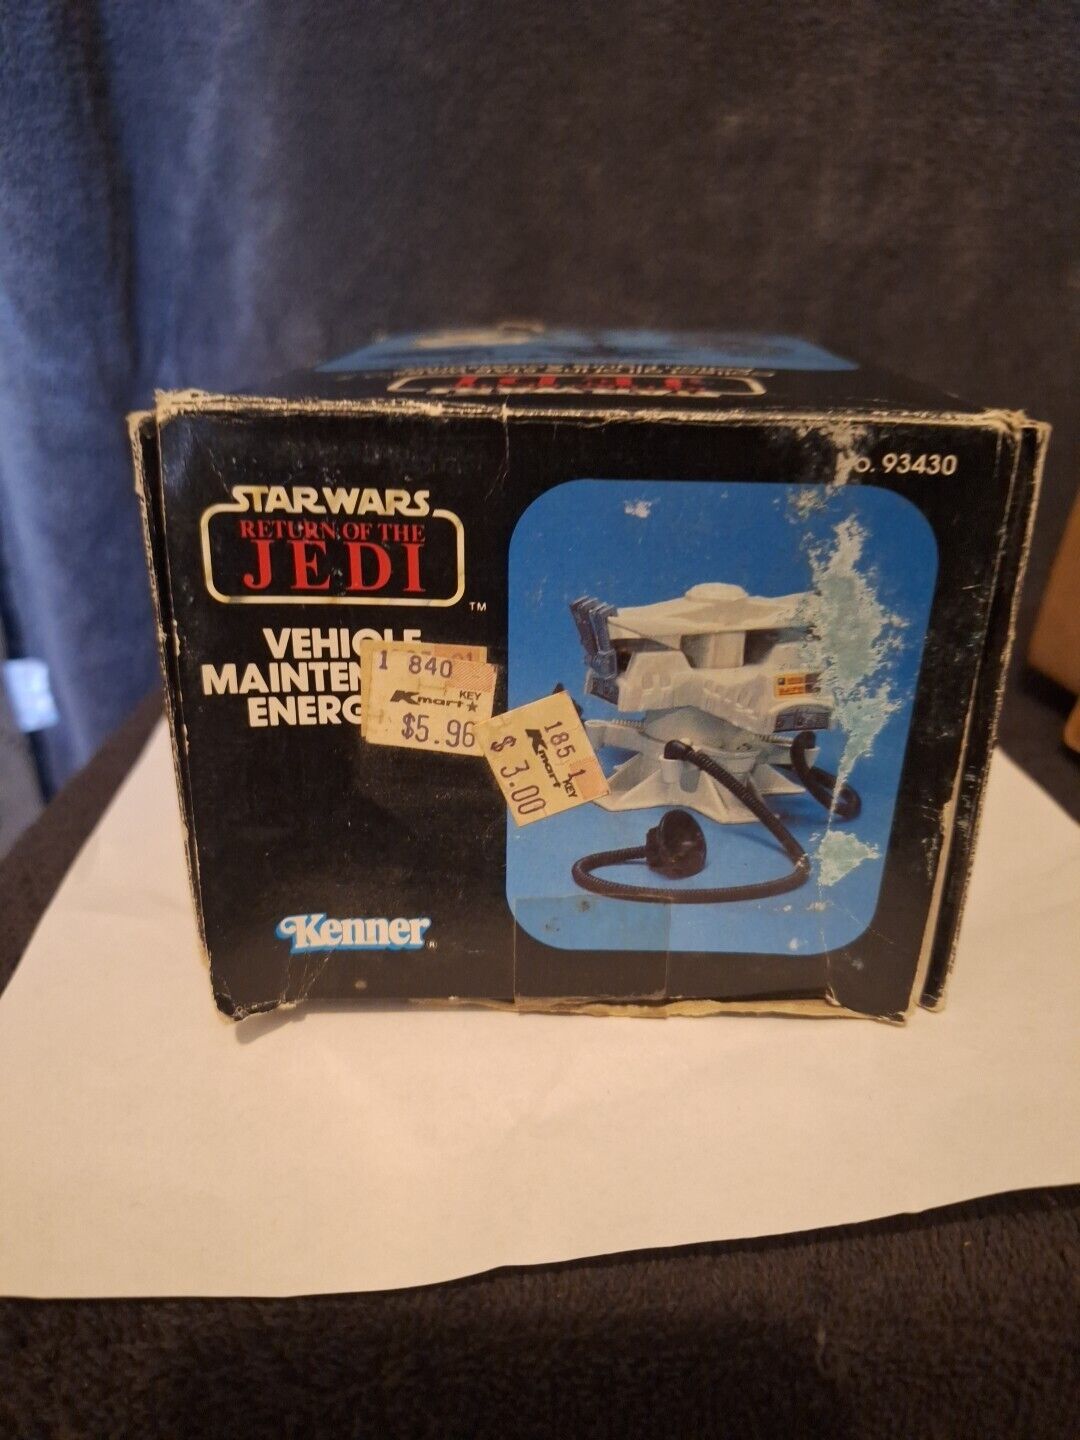 No. 93430
STAR WARS
RETURN OF THE
JEDI
TM
VEHICLE
MAINTEN
ENERG
1 840
Kmart KEY
$5.96
185 1
Kmart KEY
$3.00
Kenner®